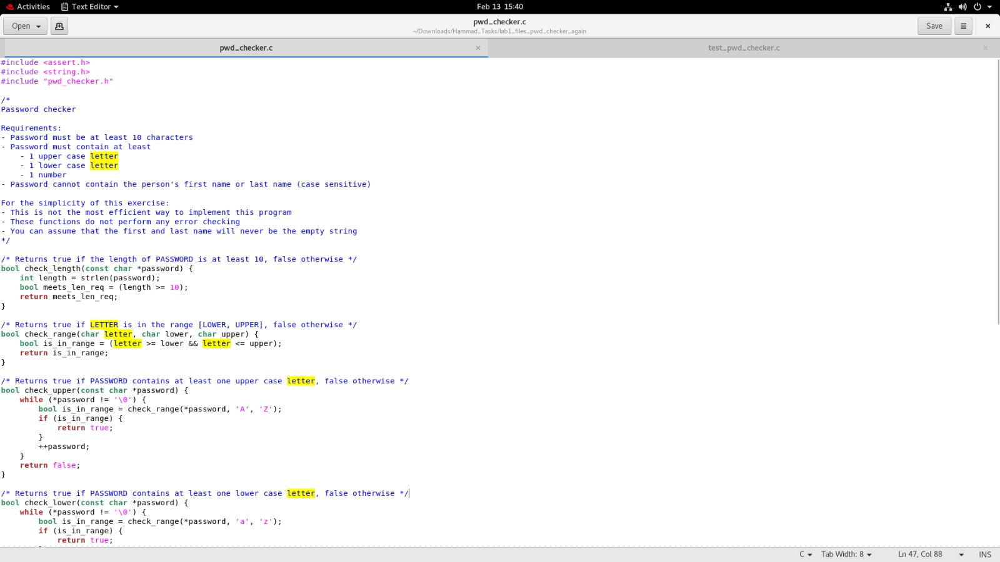 Activities Text Editor Feb 13 15:40
Open pwd_checker.c Save
~/Downloads/Hammad_Tasks/lab1_files_pwd_checker_again
pwd_checker.c test_pwd_checker.c
#include <assert.h>
#include <string.h>
#include "pwd_checker.h"
/*
Password checker
Requirements:
- Password must be at least 10 characters
- Password must contain at least
- 1 upper case letter
- 1 lower case letter
- 1 number
- Password cannot contain the person's first name or last name (case sensitive)
For the simplicity of this exercise:
- This is not the most efficient way to implement this program
- These functions do not perform any error checking
- You can assume that the first and last name will never be the empty string
*/
/* Returns true if the length of PASSWORD is at least 10, false otherwise */
bool check_length(const char *password) {
int length = strlen(password);
bool meets_len_req = (length >= 10);
return meets_len_req;
}
/* Returns true if LETTER is in the range [LOWER, UPPER], false otherwise */
bool check_range(char letter, char lower, char upper) {
bool is_in_range = (letter >= lower && letter <= upper);
return is_in_range;
}
/* Returns true if PASSWORD contains at least one upper case letter, false otherwise */
bool check_upper(const char *password) {
while (*password != '\0') {
bool is_in_range = check_range(*password, 'A', 'Z');
if (is_in_range) {
return true;
}
++password;
}
return false;
}
/* Returns true if PASSWORD contains at least one lower case letter, false otherwise */
bool check_lower(const char *password) {
while (*password != '\0') {
bool is_in_range = check_range(*password, 'a', 'z');
if (is_in_range) {
return true;
C Tab Width: 8 Ln 47, Col 88 INS